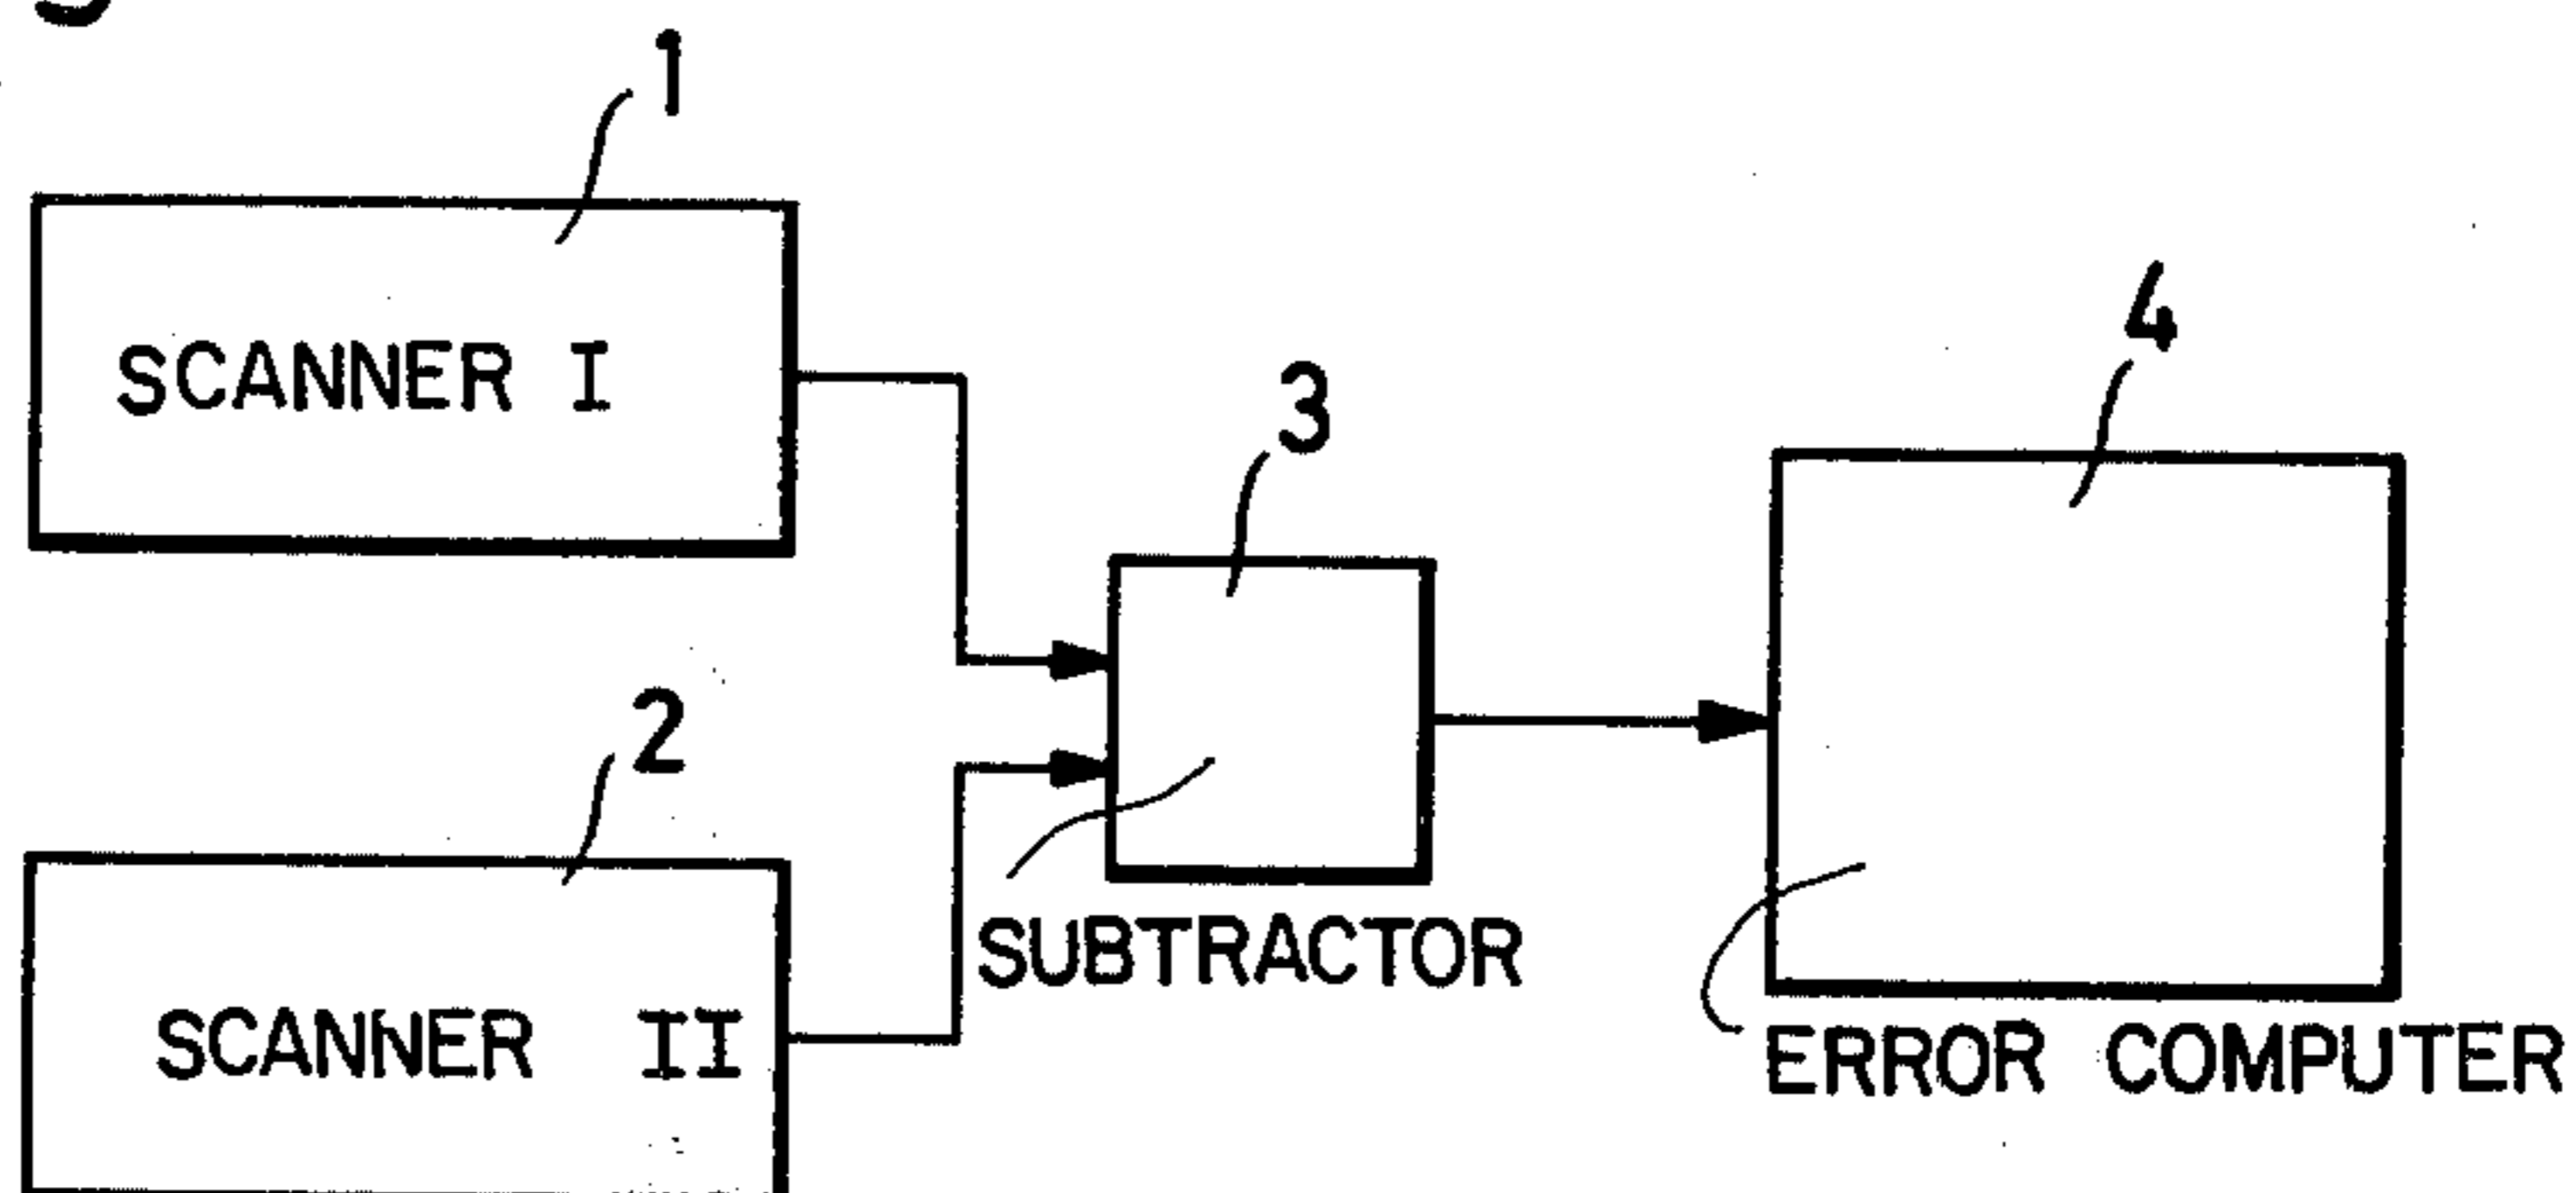 1
SCANNER I
4
3
2
SUBTRACTOR
SCANNER II
ERROR COMPUTER